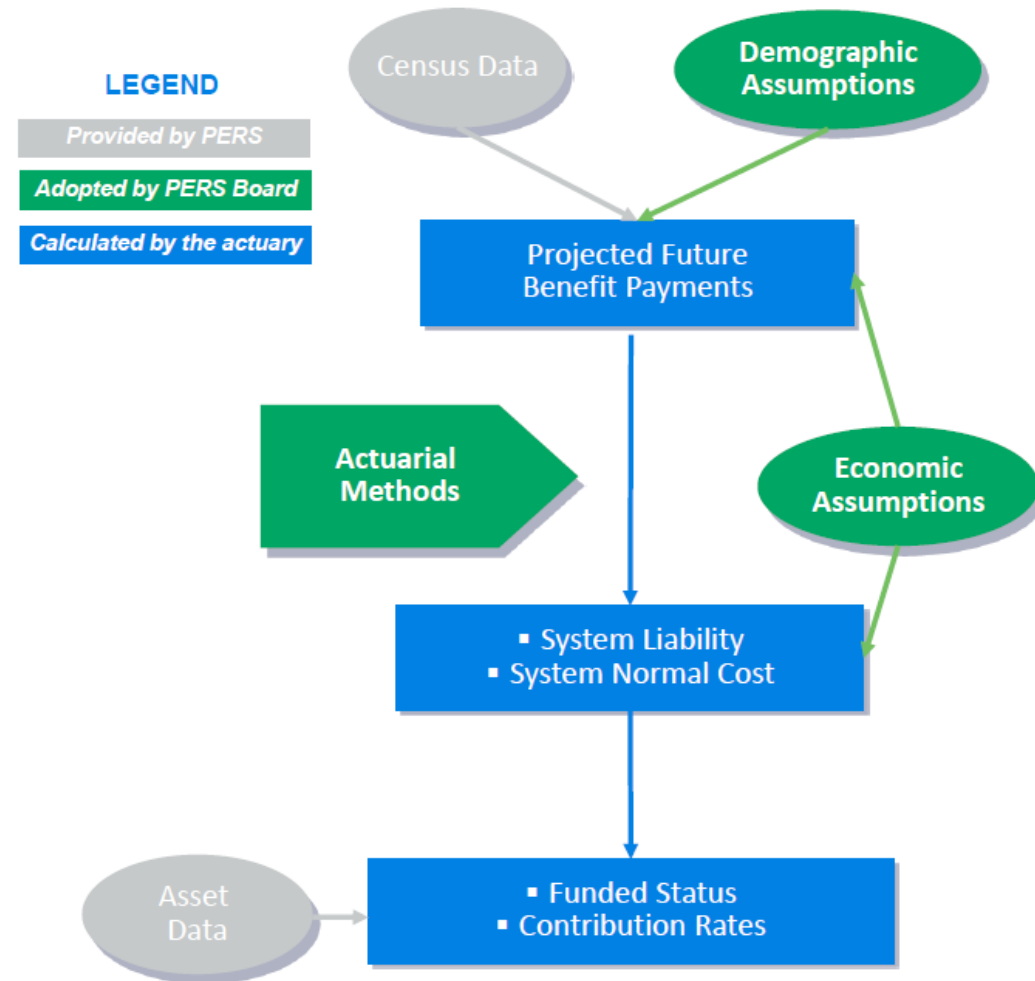 Census Data
Demographic
Assumptions
LEGEND
Provided by PERS
Adopted by PERS Board
Calculated by the actuary
Projected Future
Benefit Payments
Actuarial
Methods
Economic
Assumptions
▪ System Liability
▪ System Normal Cost
Asset
Data
▪ Funded Status
▪ Contribution Rates